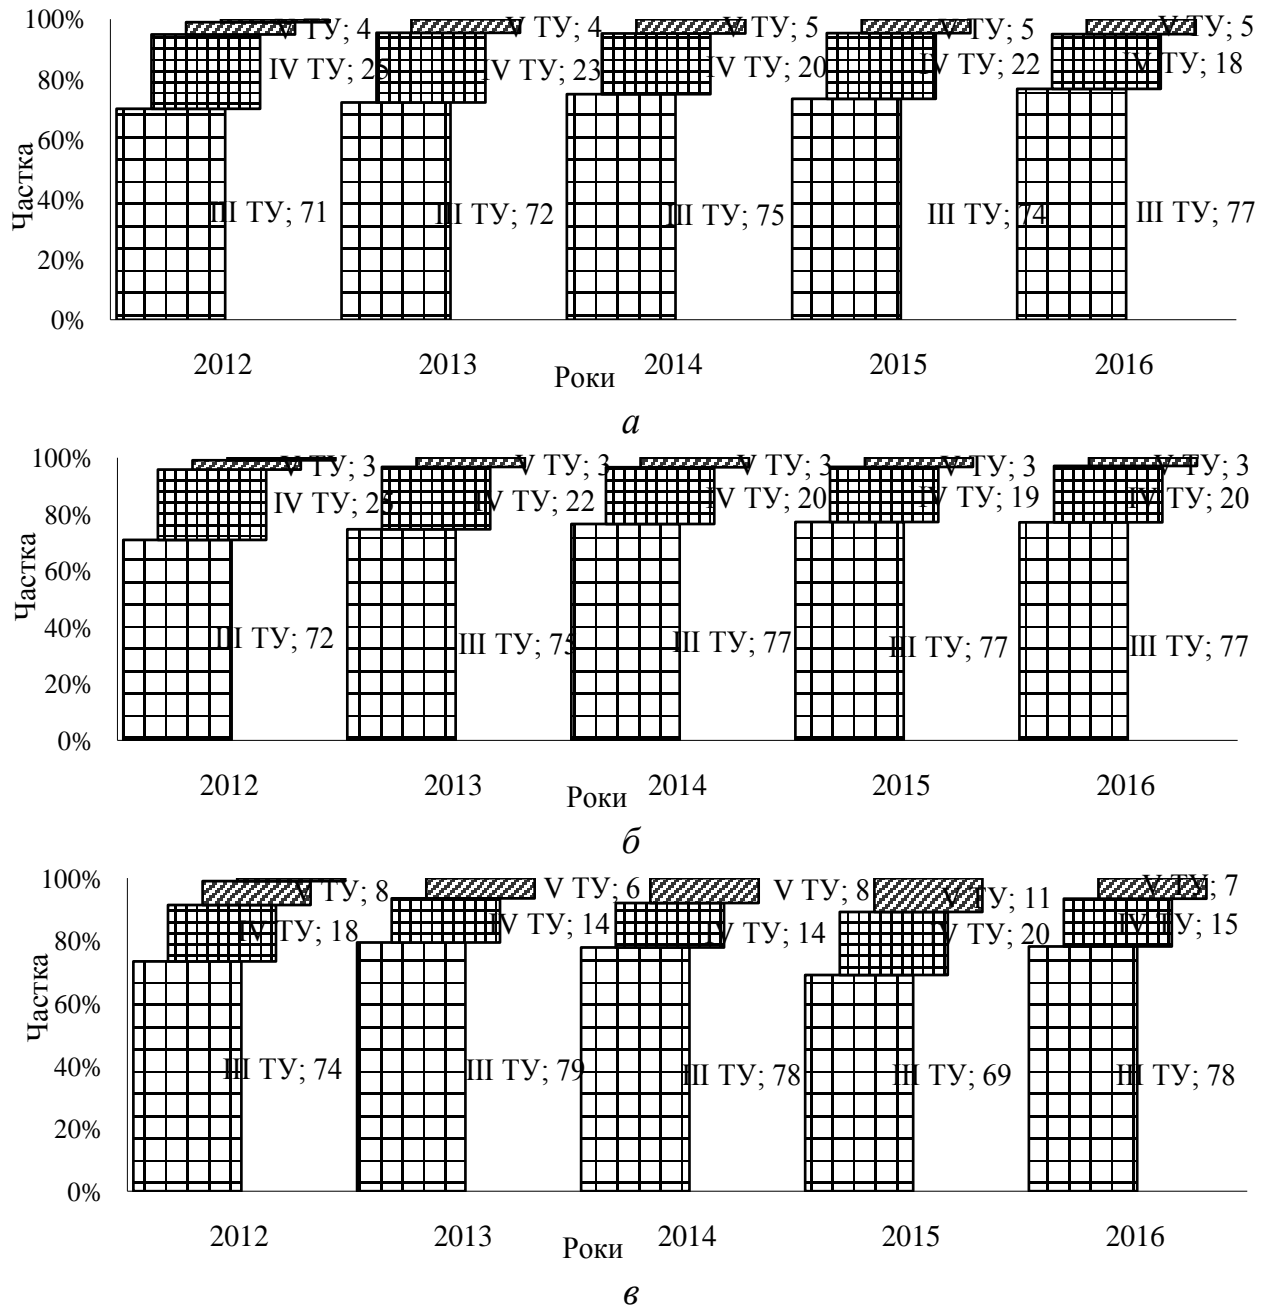 100%
80%
60%
40%
20%
0%
Частка
V ТУ; 4
V ТУ; 4
V ТУ; 5
V ТУ; 5
V ТУ; 5
IV ТУ; 25
IV ТУ; 23
IV ТУ; 20
IV ТУ; 22
IV ТУ; 18
III ТУ; 71
III ТУ; 72
III ТУ; 75
III ТУ; 74
III ТУ; 77
2012
2013
2014
2015
2016
Роки
а
100%
80%
60%
40%
20%
0%
Частка
V ТУ; 3
V ТУ; 3
V ТУ; 3
V ТУ; 3
V ТУ; 3
IV ТУ; 25
IV ТУ; 22
IV ТУ; 20
IV ТУ; 19
IV ТУ; 20
III ТУ; 72
III ТУ; 75
III ТУ; 77
III ТУ; 77
III ТУ; 77
2012
2013
2014
2015
2016
Роки
б
100%
80%
60%
40%
20%
0%
Частка
V ТУ; 8
V ТУ; 6
V ТУ; 8
V ТУ; 11
V ТУ; 7
IV ТУ; 18
IV ТУ; 14
IV ТУ; 14
IV ТУ; 20
IV ТУ; 15
III ТУ; 74
III ТУ; 79
III ТУ; 78
III ТУ; 69
III ТУ; 78
2012
2013
2014
2015
2016
Роки
в